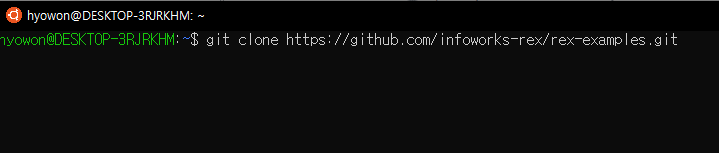 hyowon@DESKTOP-3RJRKHM: ~
hyowon@DESKTOP-3RJRKHM:~$ git clone https://github.com/infoworks-rex/rex-examples.git